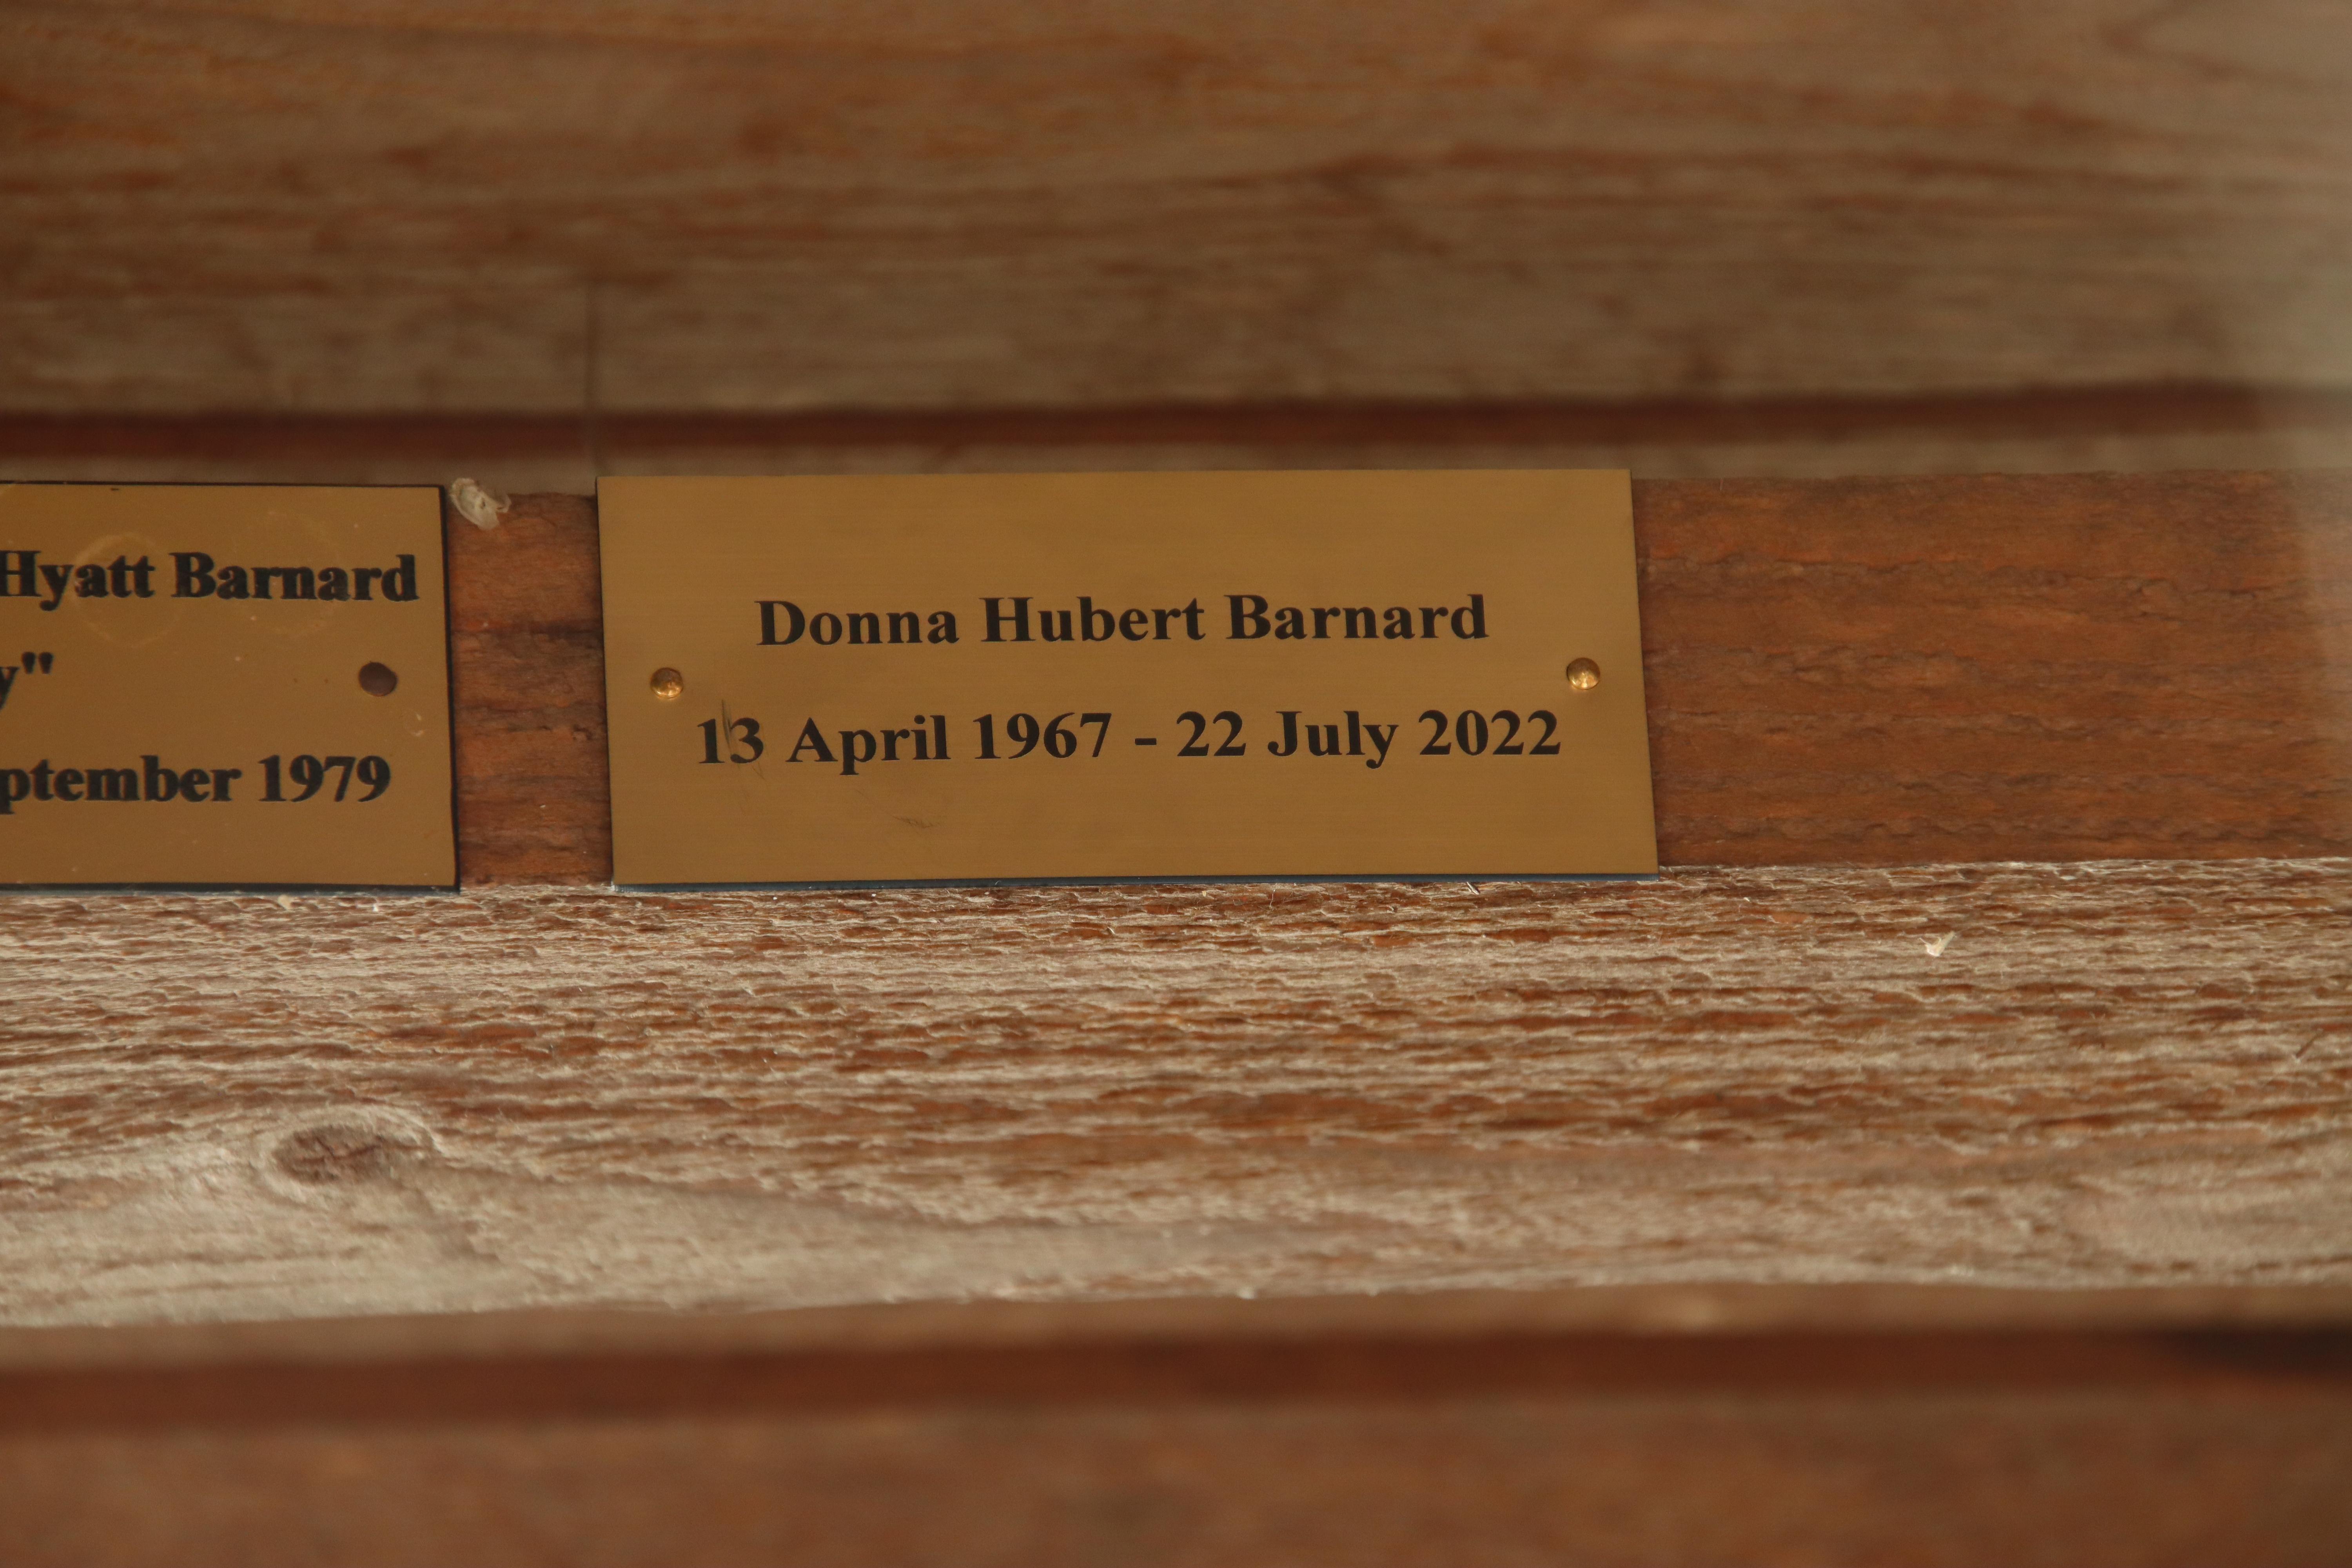 Hyatt Barnard
y"
ptember 1979
Donna Hubert Barnard
13 April 1967 - 22 July 2022